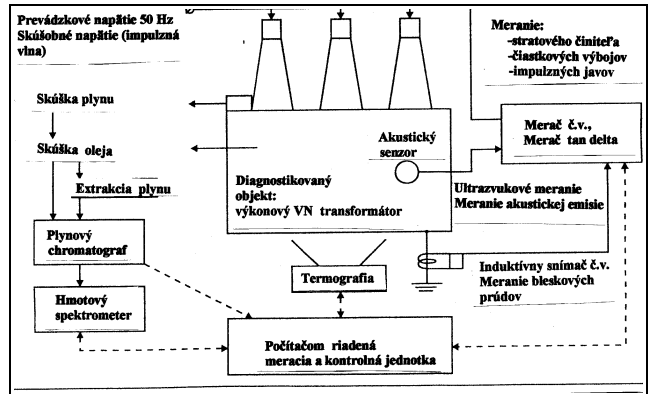 Prevádzkové napätie 50 Hz
Skúšobné napätie (impulzná
vlna)
Meranie:
-stratového činiteľa
-čiastkových výbojov
-impulzných javov
Skúška plynu
Skúška oleja
Extrakcia plynu
Plynový
chromatograf
Hmotový
spektrometer
Akustický
senzor
Diagnostikovaný
objekt:
výkonový VN transformátor
Merač č.v.,
Merač tan delta
Ultrazvukové meranie
Meranie akustickej emisie
Termografia
Induktívny snímač č.v.
Meranie bleskových
prúdov
Počítačom riadená
meracia a kontrolná jednotka